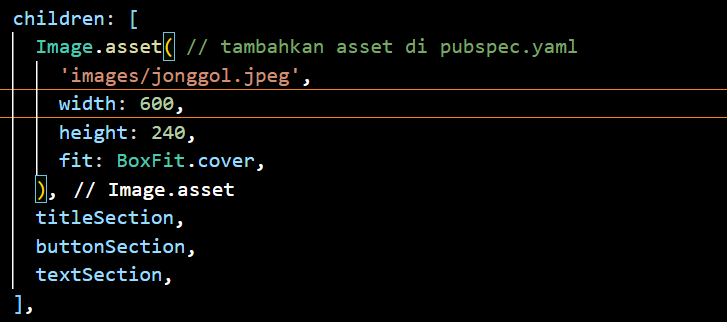 children: [
Image.asset( // tambahkan asset di pubspec.yaml
'images/jonggol.jpeg',
width: 600,
height: 240,
fit: BoxFit.cover,
), // Image.asset
titleSection,
buttonSection,
textSection,
],